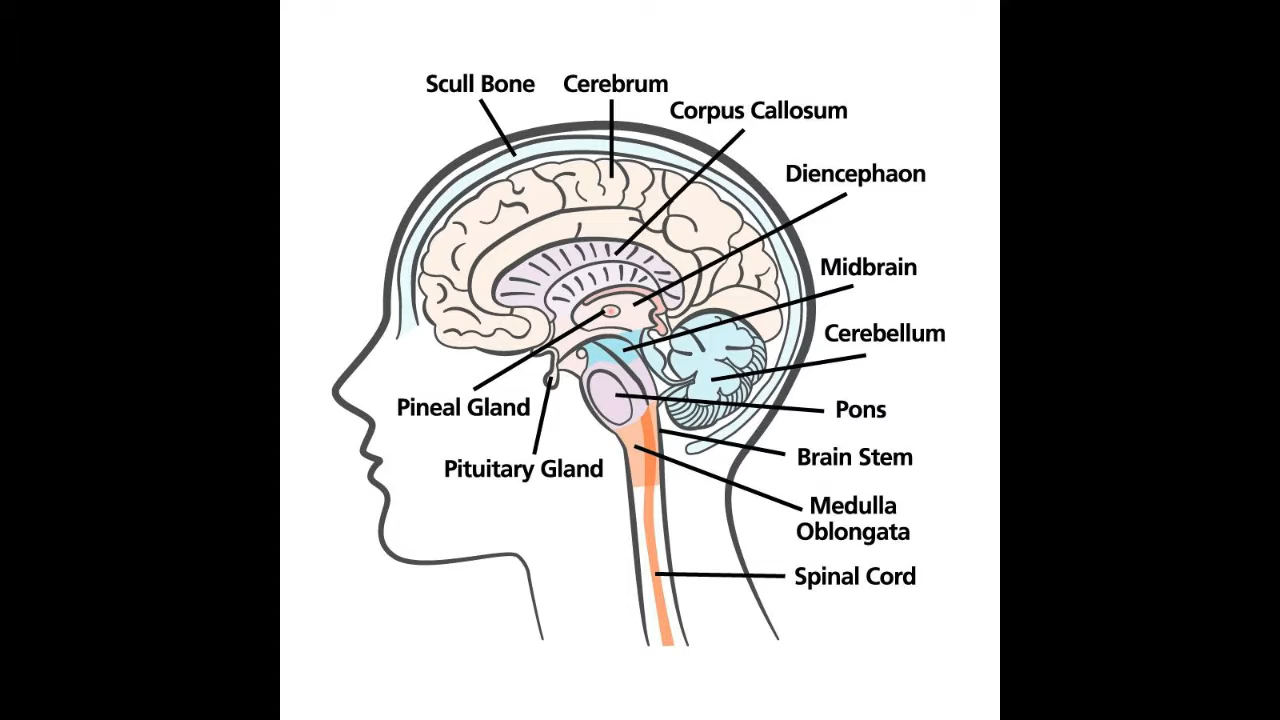 Scull Bone
Cerebrum
Corpus Callosum
Diencephaon
Midbrain
Cerebellum
Pineal Gland
Pons
Brain Stem
Pituitary Gland
Medulla
Oblongata
Spinal Cord